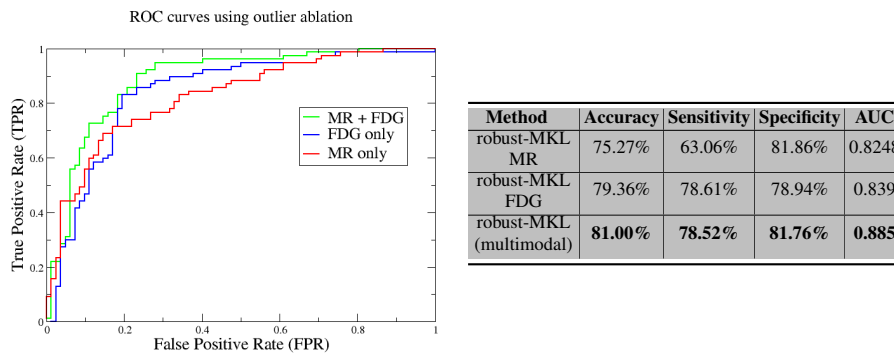 ROC curves using outlier ablation
1
0.8
0.6
0.4
0.2
0
True Positive Rate (TPR)
MR + FDG
FDG only
MR only
0 0.2 0.4 0.6 0.8 1
False Positive Rate (FPR)
Method Accuracy Sensitivity Specificity AUC
robust-MKL
MR 75.27% 63.06% 81.86% 0.8248
robust-MKL
FDG 79.36% 78.61% 78.94% 0.839
robust-MKL
(multimodal) 81.00% 78.52% 81.76% 0.885